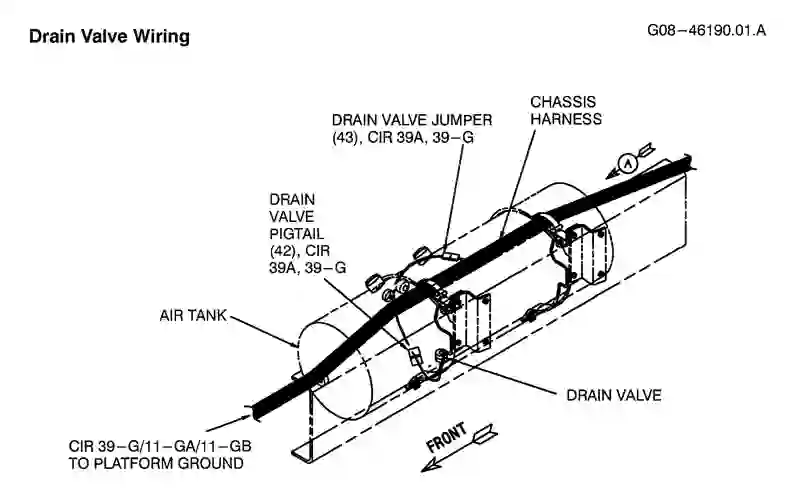 Drain Valve Wiring
G08-46190.01.A
CHASSIS
HARNESS
DRAIN VALVE JUMPER
(43), CIR 39A, 39-G
A
DRAIN
VALVE
PIGTAIL
(42), CIR
39A, 39-G
AIR TANK
DRAIN VALVE
FRONT
CIR 39-G/11-GA/11-GB
TO PLATFORM GROUND